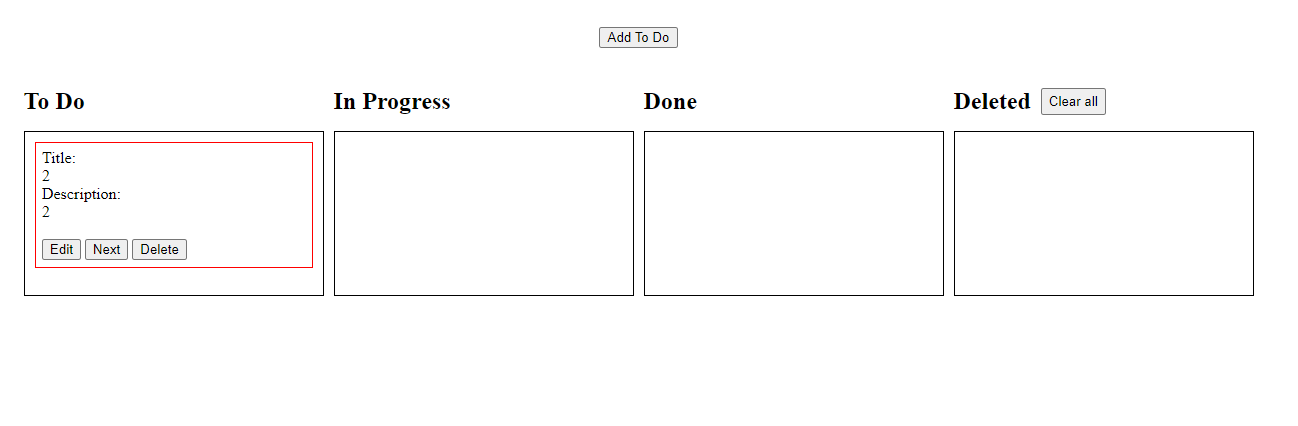 Add To Do
To Do
In Progress
Done
Deleted Clear all
Title:
2
Description:
2
Edit Next Delete